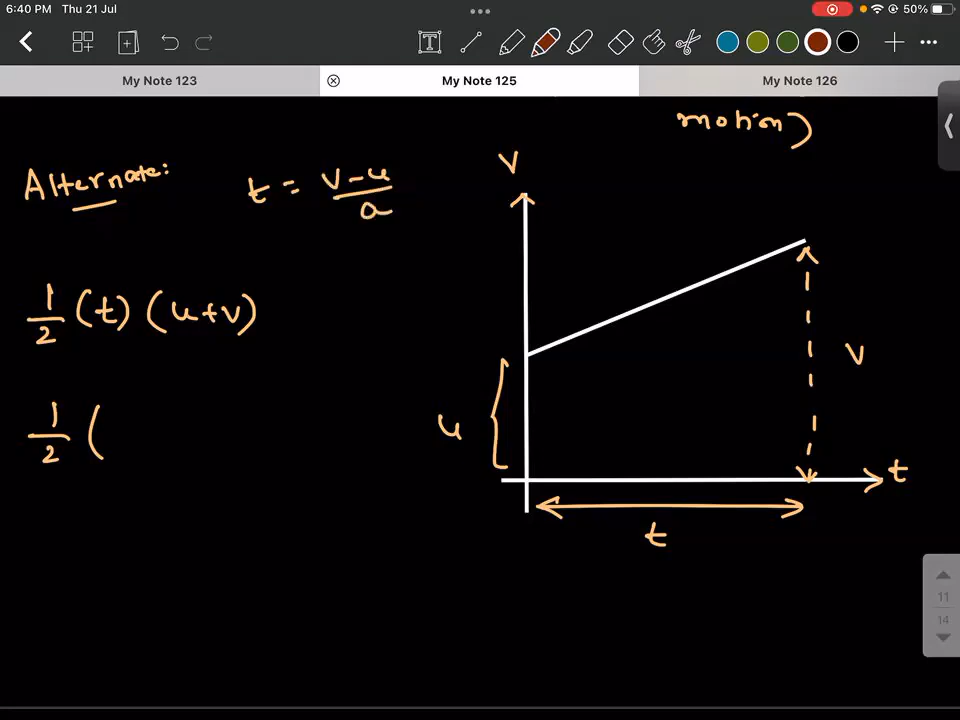 6:40 PM Thu 21 Jul
50%
My Note 123
My Note 125
My Note 126
motion)
Alternate:
t = v-u/a
v
1/2 (t) (u+v)
v
u
1/2 (
t
t
11
14